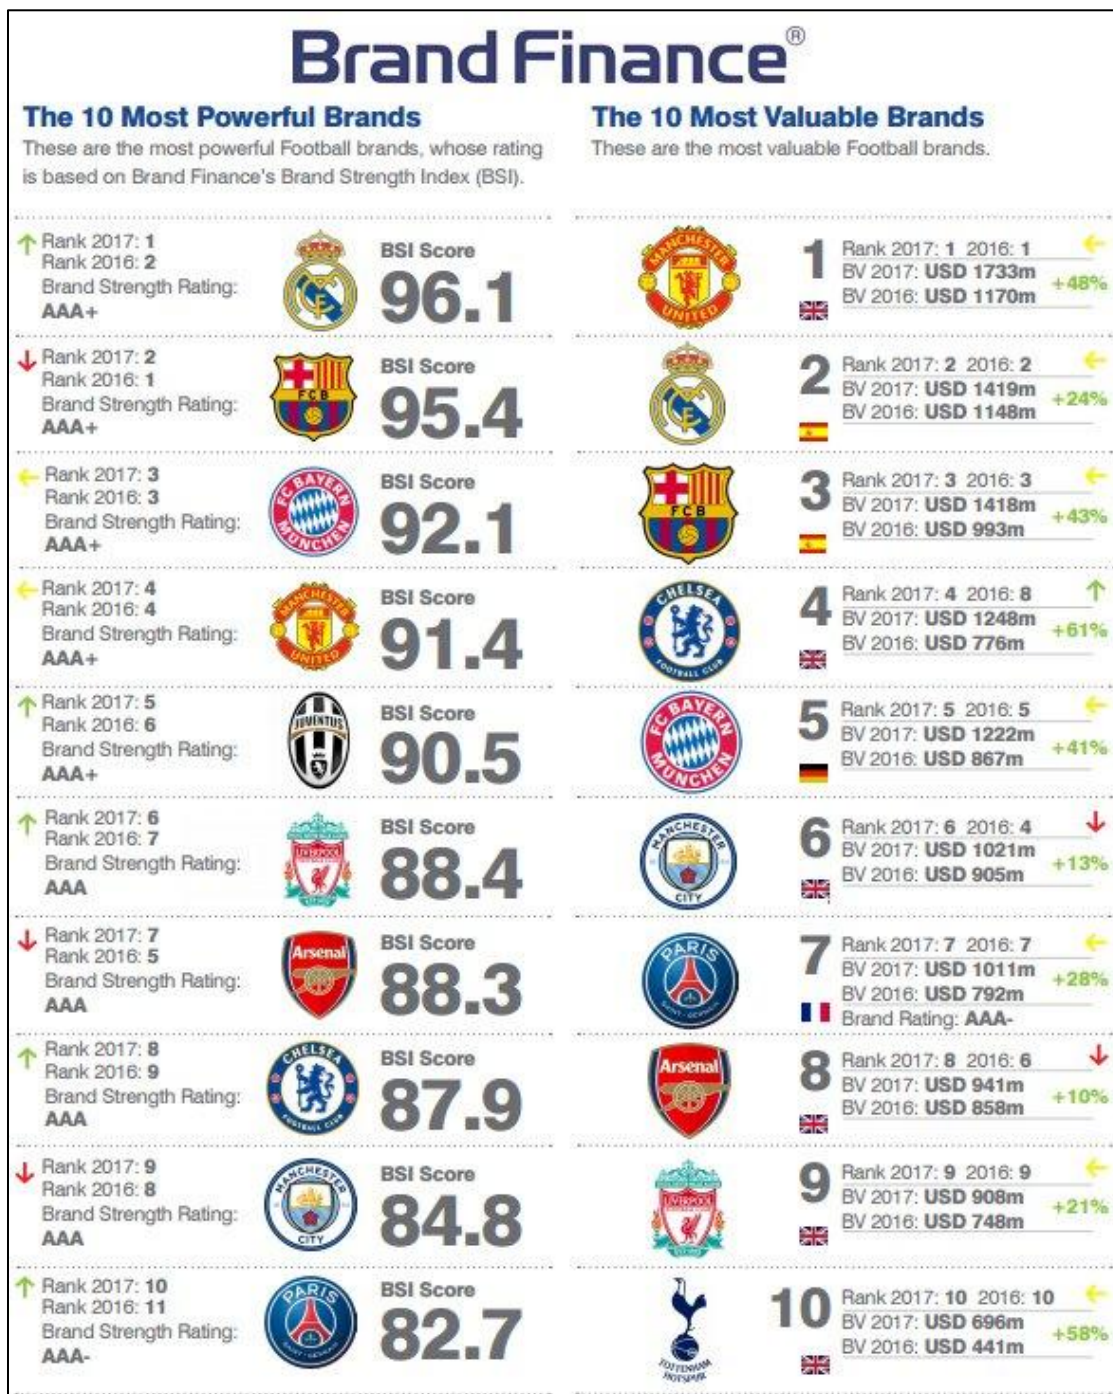 Brand Finance®
The 10 Most Powerful Brands
These are the most powerful Football brands, whose rating
is based on Brand Finance's Brand Strength Index (BSI).
Rank 2017: 1
Rank 2016: 2
Brand Strength Rating:
AAA+
BSI Score
96.1
Rank 2017: 2
Rank 2016: 1
Brand Strength Rating:
AAA+
FCB
BSI Score
95.4
Rank 2017: 3
Rank 2016: 3
Brand Strength Rating:
AAA+
FC BAYERN
MÜNCHEN
BSI Score
92.1
Rank 2017: 4
Rank 2016: 4
Brand Strength Rating:
AAA+
MANCHESTER
UNITED
BSI Score
91.4
Rank 2017: 5
Rank 2016: 6
Brand Strength Rating:
AAA+
JUVENTUS
BSI Score
90.5
Rank 2017: 6
Rank 2016: 7
Brand Strength Rating:
AAA
LIVERPOOL
BSI Score
88.4
Rank 2017: 7
Rank 2016: 5
Brand Strength Rating:
AAA
Arsenal
BSI Score
88.3
Rank 2017: 8
Rank 2016: 9
Brand Strength Rating:
AAA
CHELSEA
FOOTBALL CLUB
BSI Score
87.9
Rank 2017: 9
Rank 2016: 8
Brand Strength Rating:
AAA
MANCHESTER
CITY
BSI Score
84.8
Rank 2017: 10
Rank 2016: 11
Brand Strength Rating:
AAA-
PARIS
SAINT-GERMAIN
BSI Score
82.7
The 10 Most Valuable Brands
These are the most valuable Football brands.
MANCHESTER
UNITED
1
Rank 2017: 1 2016: 1
BV 2017: USD 1733m
BV 2016: USD 1170m
+48%
2
Rank 2017: 2 2016: 2
BV 2017: USD 1419m
BV 2016: USD 1148m
+24%
FCB
3
Rank 2017: 3 2016: 3
BV 2017: USD 1418m
BV 2016: USD 993m
+43%
CHELSEA
FOOTBALL CLUB
4
Rank 2017: 4 2016: 8
BV 2017: USD 1248m
BV 2016: USD 776m
+61%
FC BAYERN
MÜNCHEN
5
Rank 2017: 5 2016: 5
BV 2017: USD 1222m
BV 2016: USD 867m
+41%
MANCHESTER
CITY
6
Rank 2017: 6 2016: 4
BV 2017: USD 1021m
BV 2016: USD 905m
+13%
PARIS
SAINT-GERMAIN
7
Rank 2017: 7 2016: 7
BV 2017: USD 1011m
BV 2016: USD 792m
Brand Rating: AAA-
+28%
Arsenal
8
Rank 2017: 8 2016: 6
BV 2017: USD 941m
BV 2016: USD 858m
+10%
LIVERPOOL
9
Rank 2017: 9 2016: 9
BV 2017: USD 908m
BV 2016: USD 748m
+21%
TOTTENHAM
HOTSPUR
10
Rank 2017: 10 2016: 10
BV 2017: USD 696m
BV 2016: USD 441m
+58%